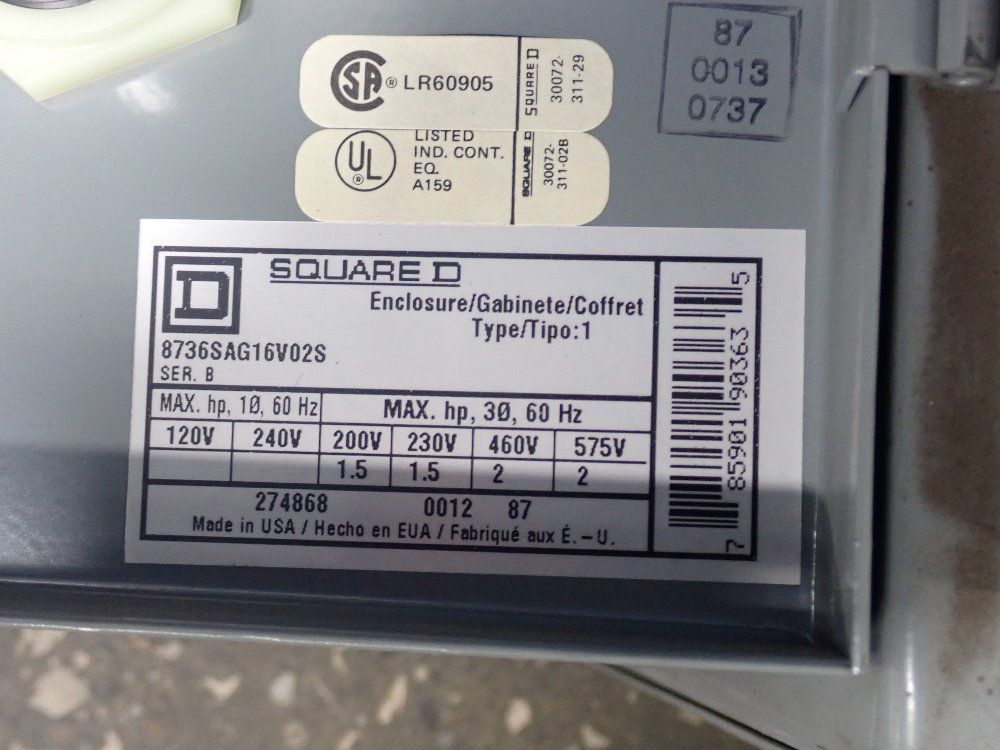 87
0013
0737
SA ® LR60905
SQUARE D
30072-
311-29
UL ®
LISTED
IND. CONT.
EQ.
A159
SQUARE D
30072-
311-02B
D
SQUARE D
Enclosure/Gabinete/Coffret
Type/Tipo:1
8736SAG16V02S
SER. B
MAX. hp, 1Ø, 60 Hz MAX. hp, 3Ø, 60 Hz
120V 240V 200V 230V 460V 575V
1.5 1.5 2 2
274868 0012 87
Made in USA / Hecho en EUA / Fabriqué aux É.-U.
7 85901 90363 5